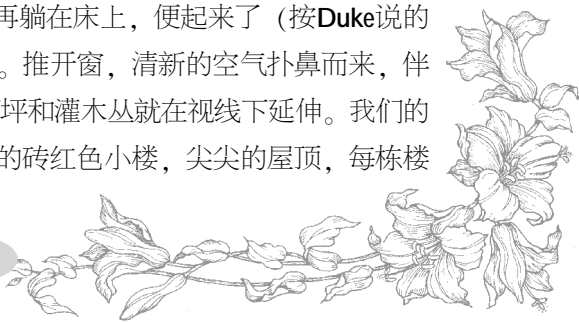 再躺在床上，便起来了（按Duke说的
。推开窗，清新的空气扑鼻而来，伴
坪和灌木丛就在视线下延伸。我们的
的砖红色小楼，尖尖的屋顶，每栋楼